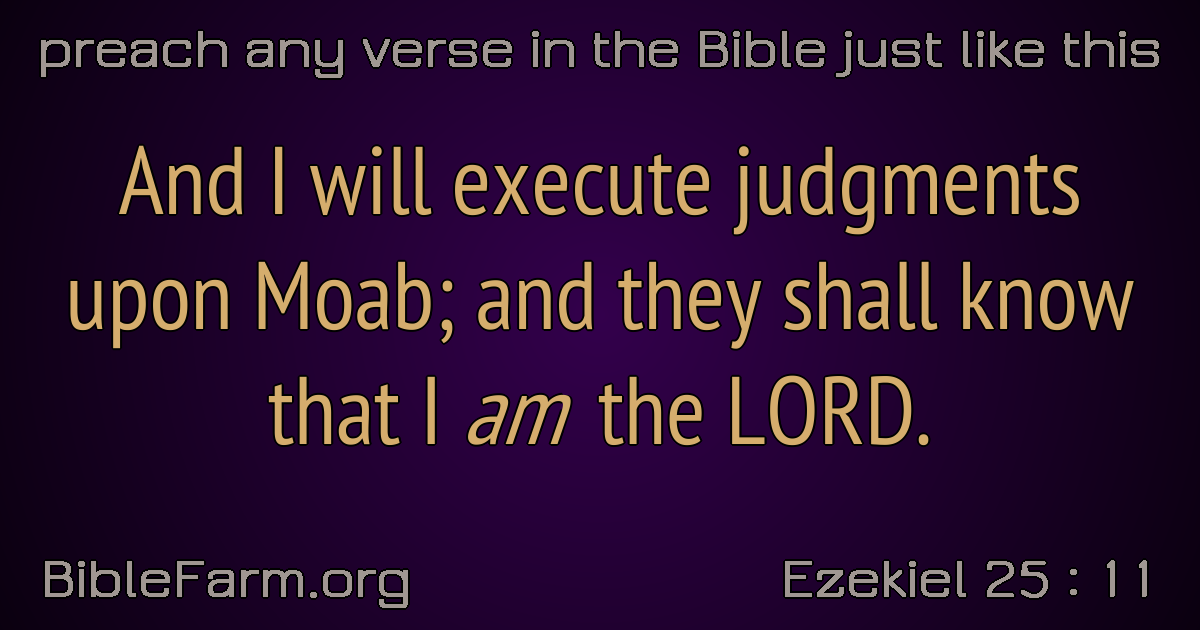 preach any verse in the Bible just like this
And I will execute judgments
upon Moab; and they shall know
that I am the LORD.
BibleFarm.org
Ezekiel 25 : 11